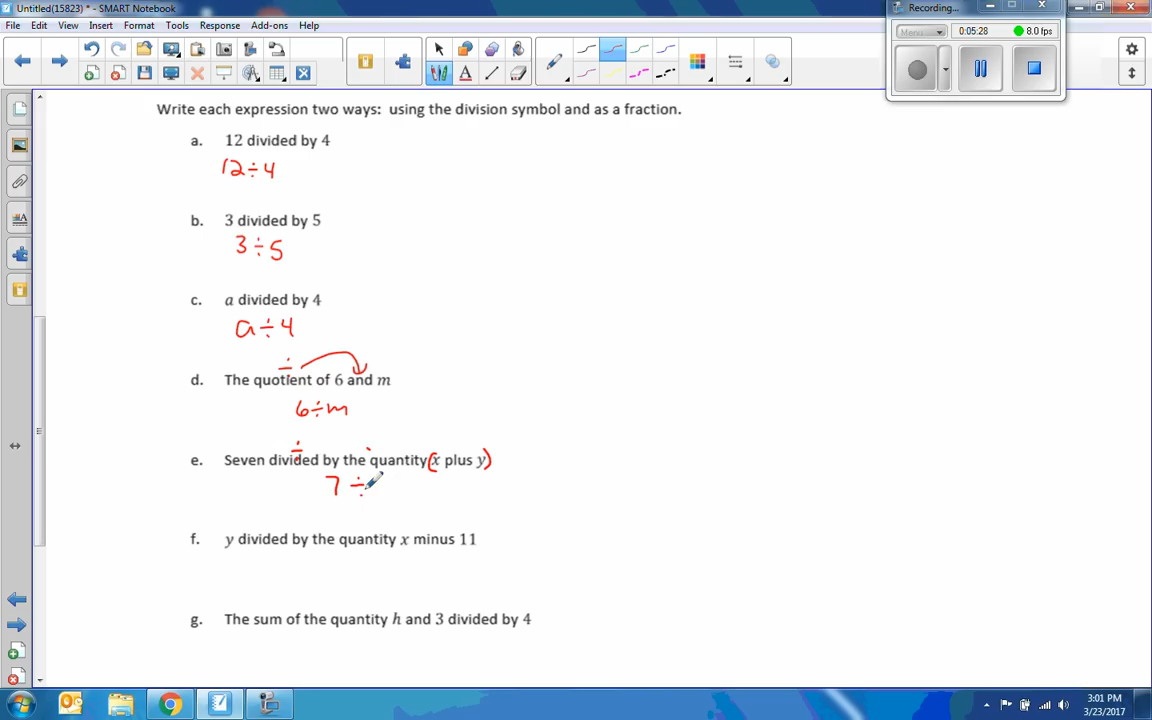 Untitled(15823) * - SMART Notebook
Recording...
File Edit View Insert Format Tools Response Add-ons Help
Menu 0:05:28 8.0 fps
Write each expression two ways: using the division symbol and as a fraction.
a. 12 divided by 4
12 ÷ 4
b. 3 divided by 5
3 ÷ 5
c. a divided by 4
a ÷ 4
÷
d. The quotient of 6 and m
6 ÷ m
÷
e. Seven divided by the quantity (x plus y)
7 ÷
f. y divided by the quantity x minus 11
g. The sum of the quantity h and 3 divided by 4
3:01 PM
3/23/2017